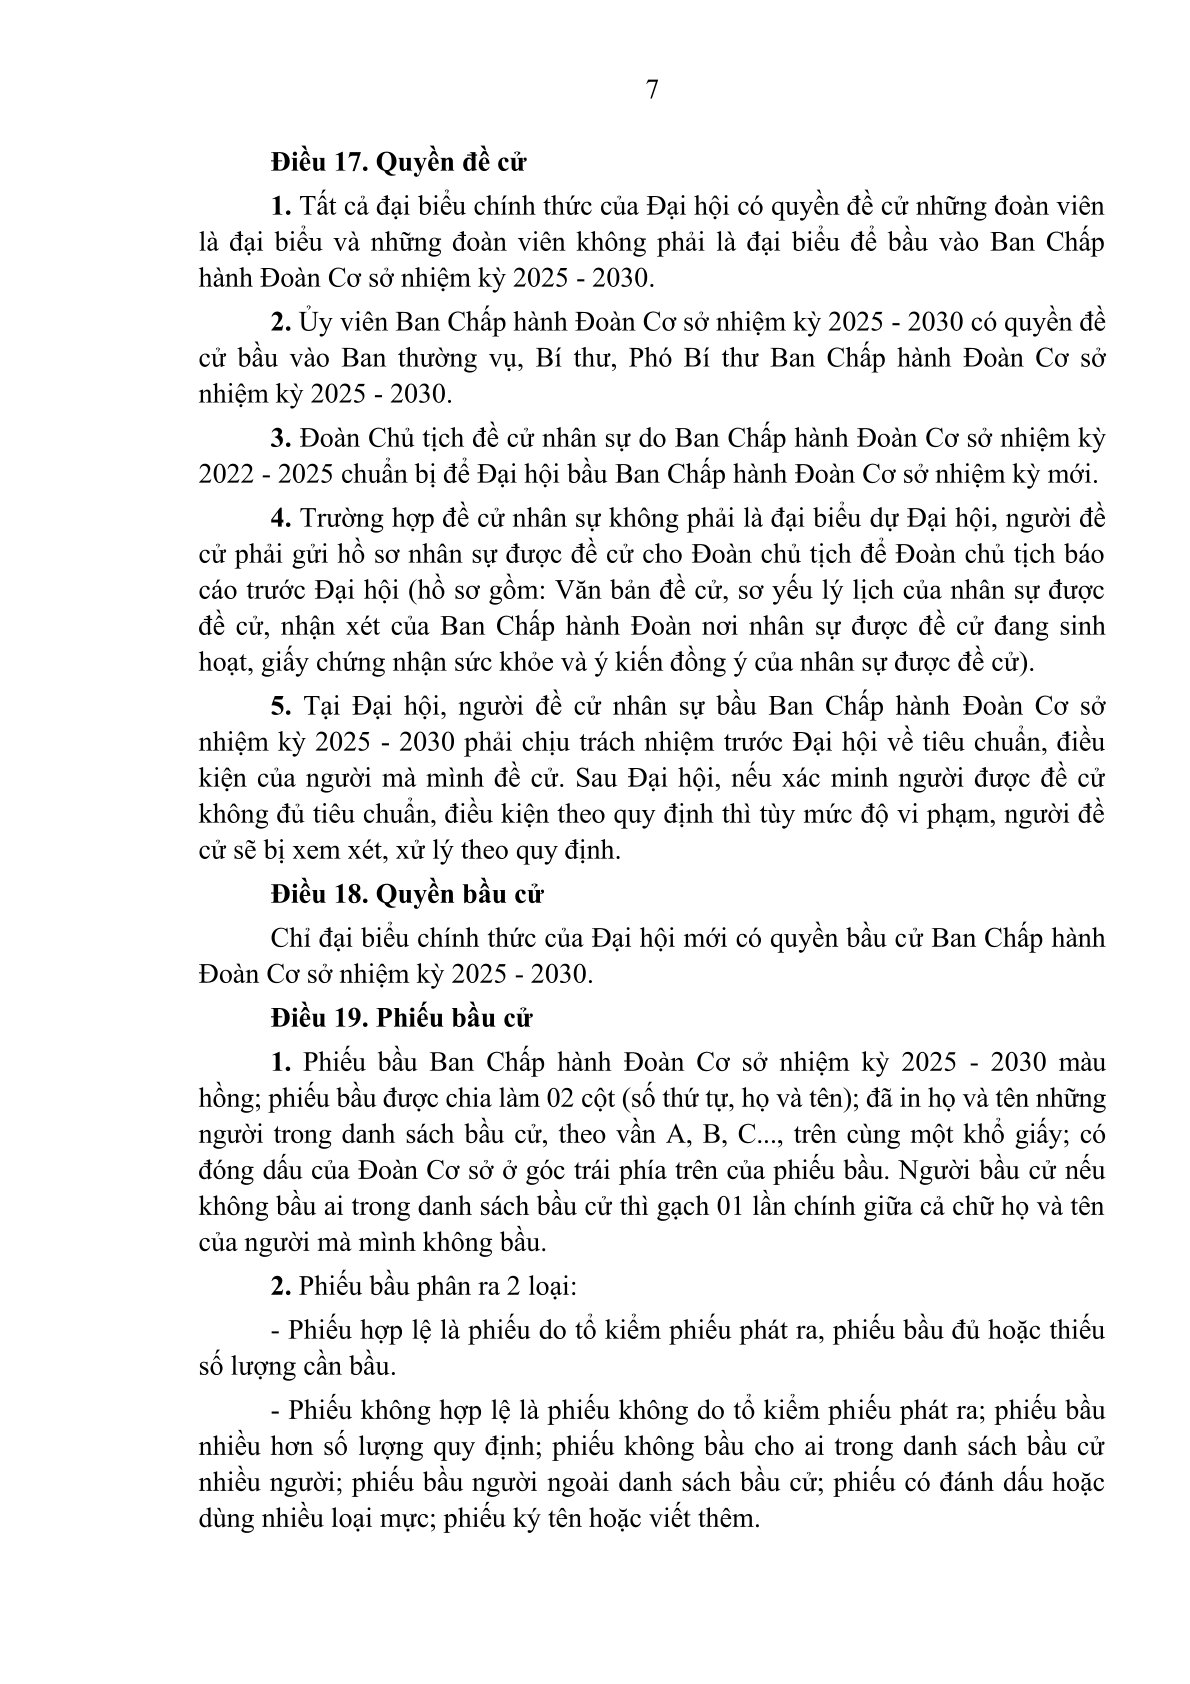 7
Điều 17. Quyền đề cử
1. Tất cả đại biểu chính thức của Đại hội có quyền đề cử những đoàn viên
là đại biểu và những đoàn viên không phải là đại biểu để bầu vào Ban Chấp
hành Đoàn Cơ sở nhiệm kỳ 2025 - 2030.
2. Ủy viên Ban Chấp hành Đoàn Cơ sở nhiệm kỳ 2025 - 2030 có quyền đề
cử bầu vào Ban thường vụ, Bí thư, Phó Bí thư Ban Chấp hành Đoàn Cơ sở
nhiệm kỳ 2025 - 2030.
3. Đoàn Chủ tịch đề cử nhân sự do Ban Chấp hành Đoàn Cơ sở nhiệm kỳ
2022 - 2025 chuẩn bị để Đại hội bầu Ban Chấp hành Đoàn Cơ sở nhiệm kỳ mới.
4. Trường hợp đề cử nhân sự không phải là đại biểu dự Đại hội, người đề
cử phải gửi hồ sơ nhân sự được đề cử cho Đoàn chủ tịch để Đoàn chủ tịch báo
cáo trước Đại hội (hồ sơ gồm: Văn bản đề cử, sơ yếu lý lịch của nhân sự được
đề cử, nhận xét của Ban Chấp hành Đoàn nơi nhân sự được đề cử đang sinh
hoạt, giấy chứng nhận sức khỏe và ý kiến đồng ý của nhân sự được đề cử).
5. Tại Đại hội, người đề cử nhân sự bầu Ban Chấp hành Đoàn Cơ sở
nhiệm kỳ 2025 - 2030 phải chịu trách nhiệm trước Đại hội về tiêu chuẩn, điều
kiện của người mà mình đề cử. Sau Đại hội, nếu xác minh người được đề cử
không đủ tiêu chuẩn, điều kiện theo quy định thì tùy mức độ vi phạm, người đề
cử sẽ bị xem xét, xử lý theo quy định.
Điều 18. Quyền bầu cử
Chỉ đại biểu chính thức của Đại hội mới có quyền bầu cử Ban Chấp hành
Đoàn Cơ sở nhiệm kỳ 2025 - 2030.
Điều 19. Phiếu bầu cử
1. Phiếu bầu Ban Chấp hành Đoàn Cơ sở nhiệm kỳ 2025 - 2030 màu
hồng; phiếu bầu được chia làm 02 cột (số thứ tự, họ và tên); đã in họ và tên những
người trong danh sách bầu cử, theo vần A, B, C..., trên cùng một khổ giấy; có
đóng dấu của Đoàn Cơ sở ở góc trái phía trên của phiếu bầu. Người bầu cử nếu
không bầu ai trong danh sách bầu cử thì gạch 01 lần chính giữa cả chữ họ và tên
của người mà mình không bầu.
2. Phiếu bầu phân ra 2 loại:
- Phiếu hợp lệ là phiếu do tổ kiểm phiếu phát ra, phiếu bầu đủ hoặc thiếu
số lượng cần bầu.
- Phiếu không hợp lệ là phiếu không do tổ kiểm phiếu phát ra; phiếu bầu
nhiều hơn số lượng quy định; phiếu không bầu cho ai trong danh sách bầu cử
nhiều người; phiếu bầu người ngoài danh sách bầu cử; phiếu có đánh dấu hoặc
dùng nhiều loại mực; phiếu ký tên hoặc viết thêm.